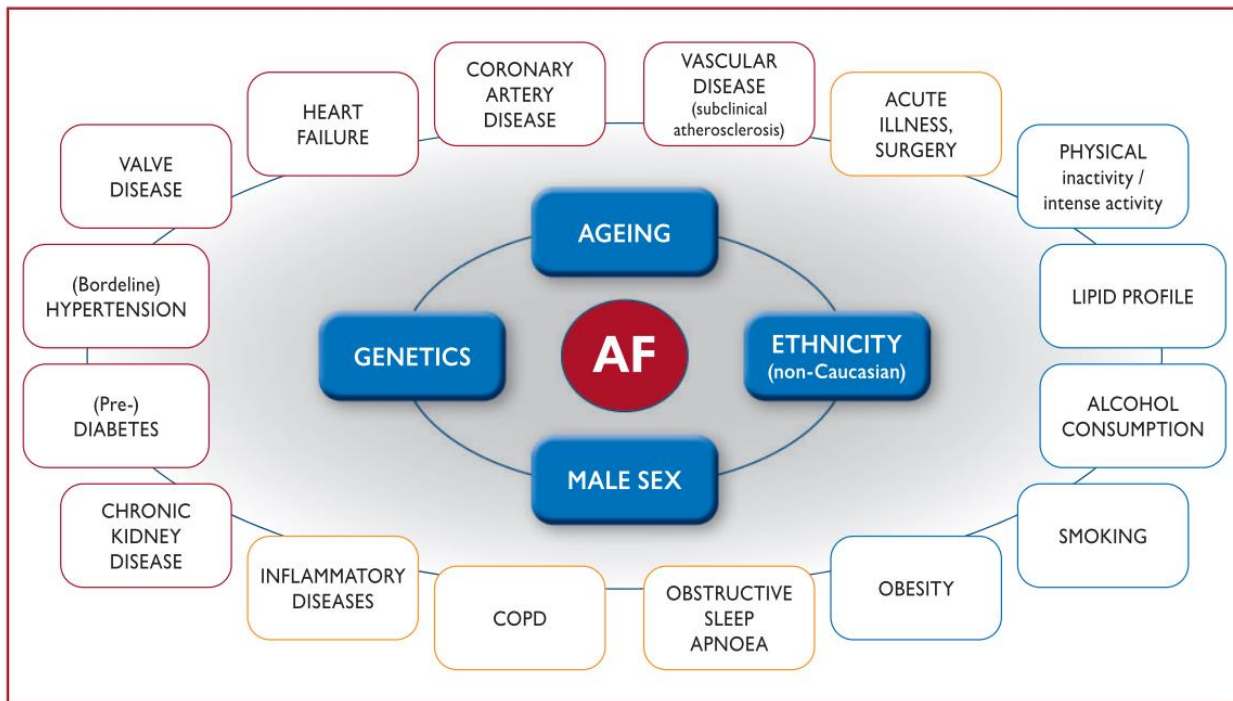 CORONARY
ARTERY
DISEASE
VASCULAR
DISEASE
(subclinical
atherosclerosis)
HEART
FAILURE
ACUTE
ILLNESS,
SURGERY
VALVE
DISEASE
PHYSICAL
inactivity /
intense activity
AGEING
(Bordeline)
HYPERTENSION
LIPID PROFILE
GENETICS
AF
ETHNICITY
(non-Caucasian)
(Pre-)
DIABETES
ALCOHOL
CONSUMPTION
MALE SEX
CHRONIC
KIDNEY
DISEASE
SMOKING
INFLAMMATORY
DISEASES
COPD
OBSTRUCTIVE
SLEEP
APNOEA
OBESITY